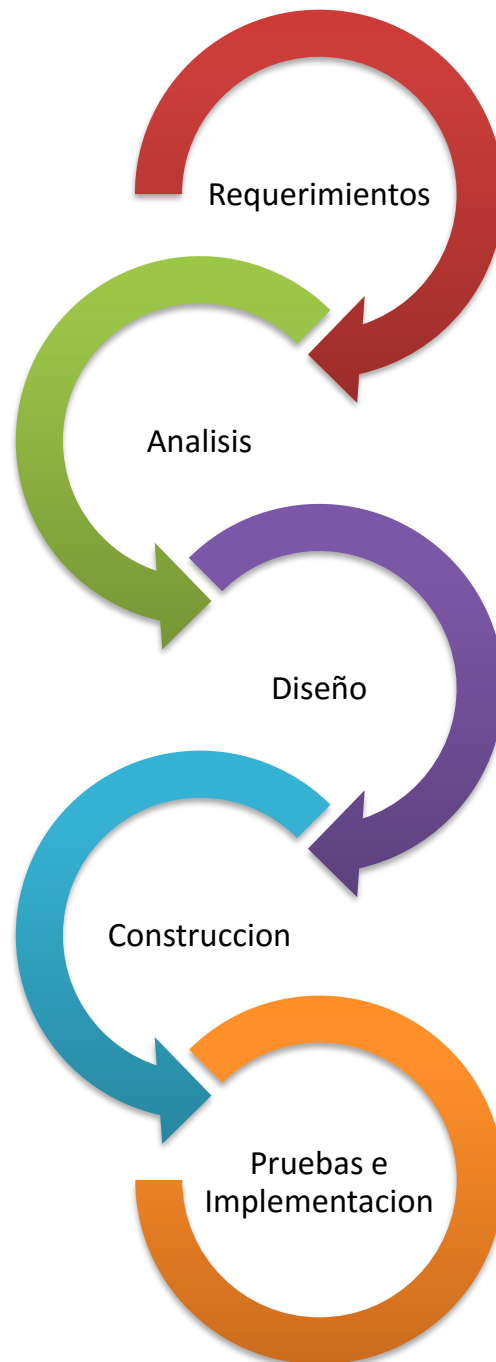 Requerimientos
Analisis
Diseño
Construccion
Pruebas e
Implementacion